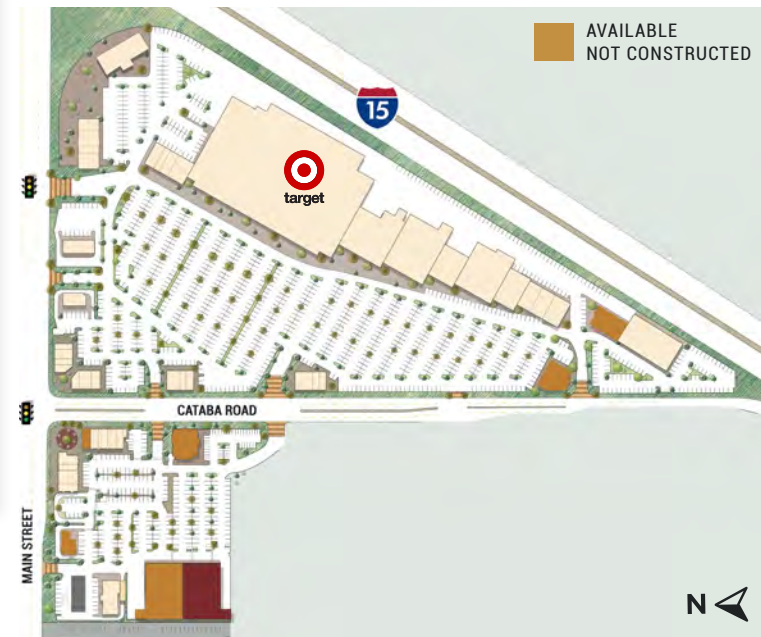 AVAILABLE
NOT CONSTRUCTED
15
target
CATABA ROAD
MAIN STREET
N